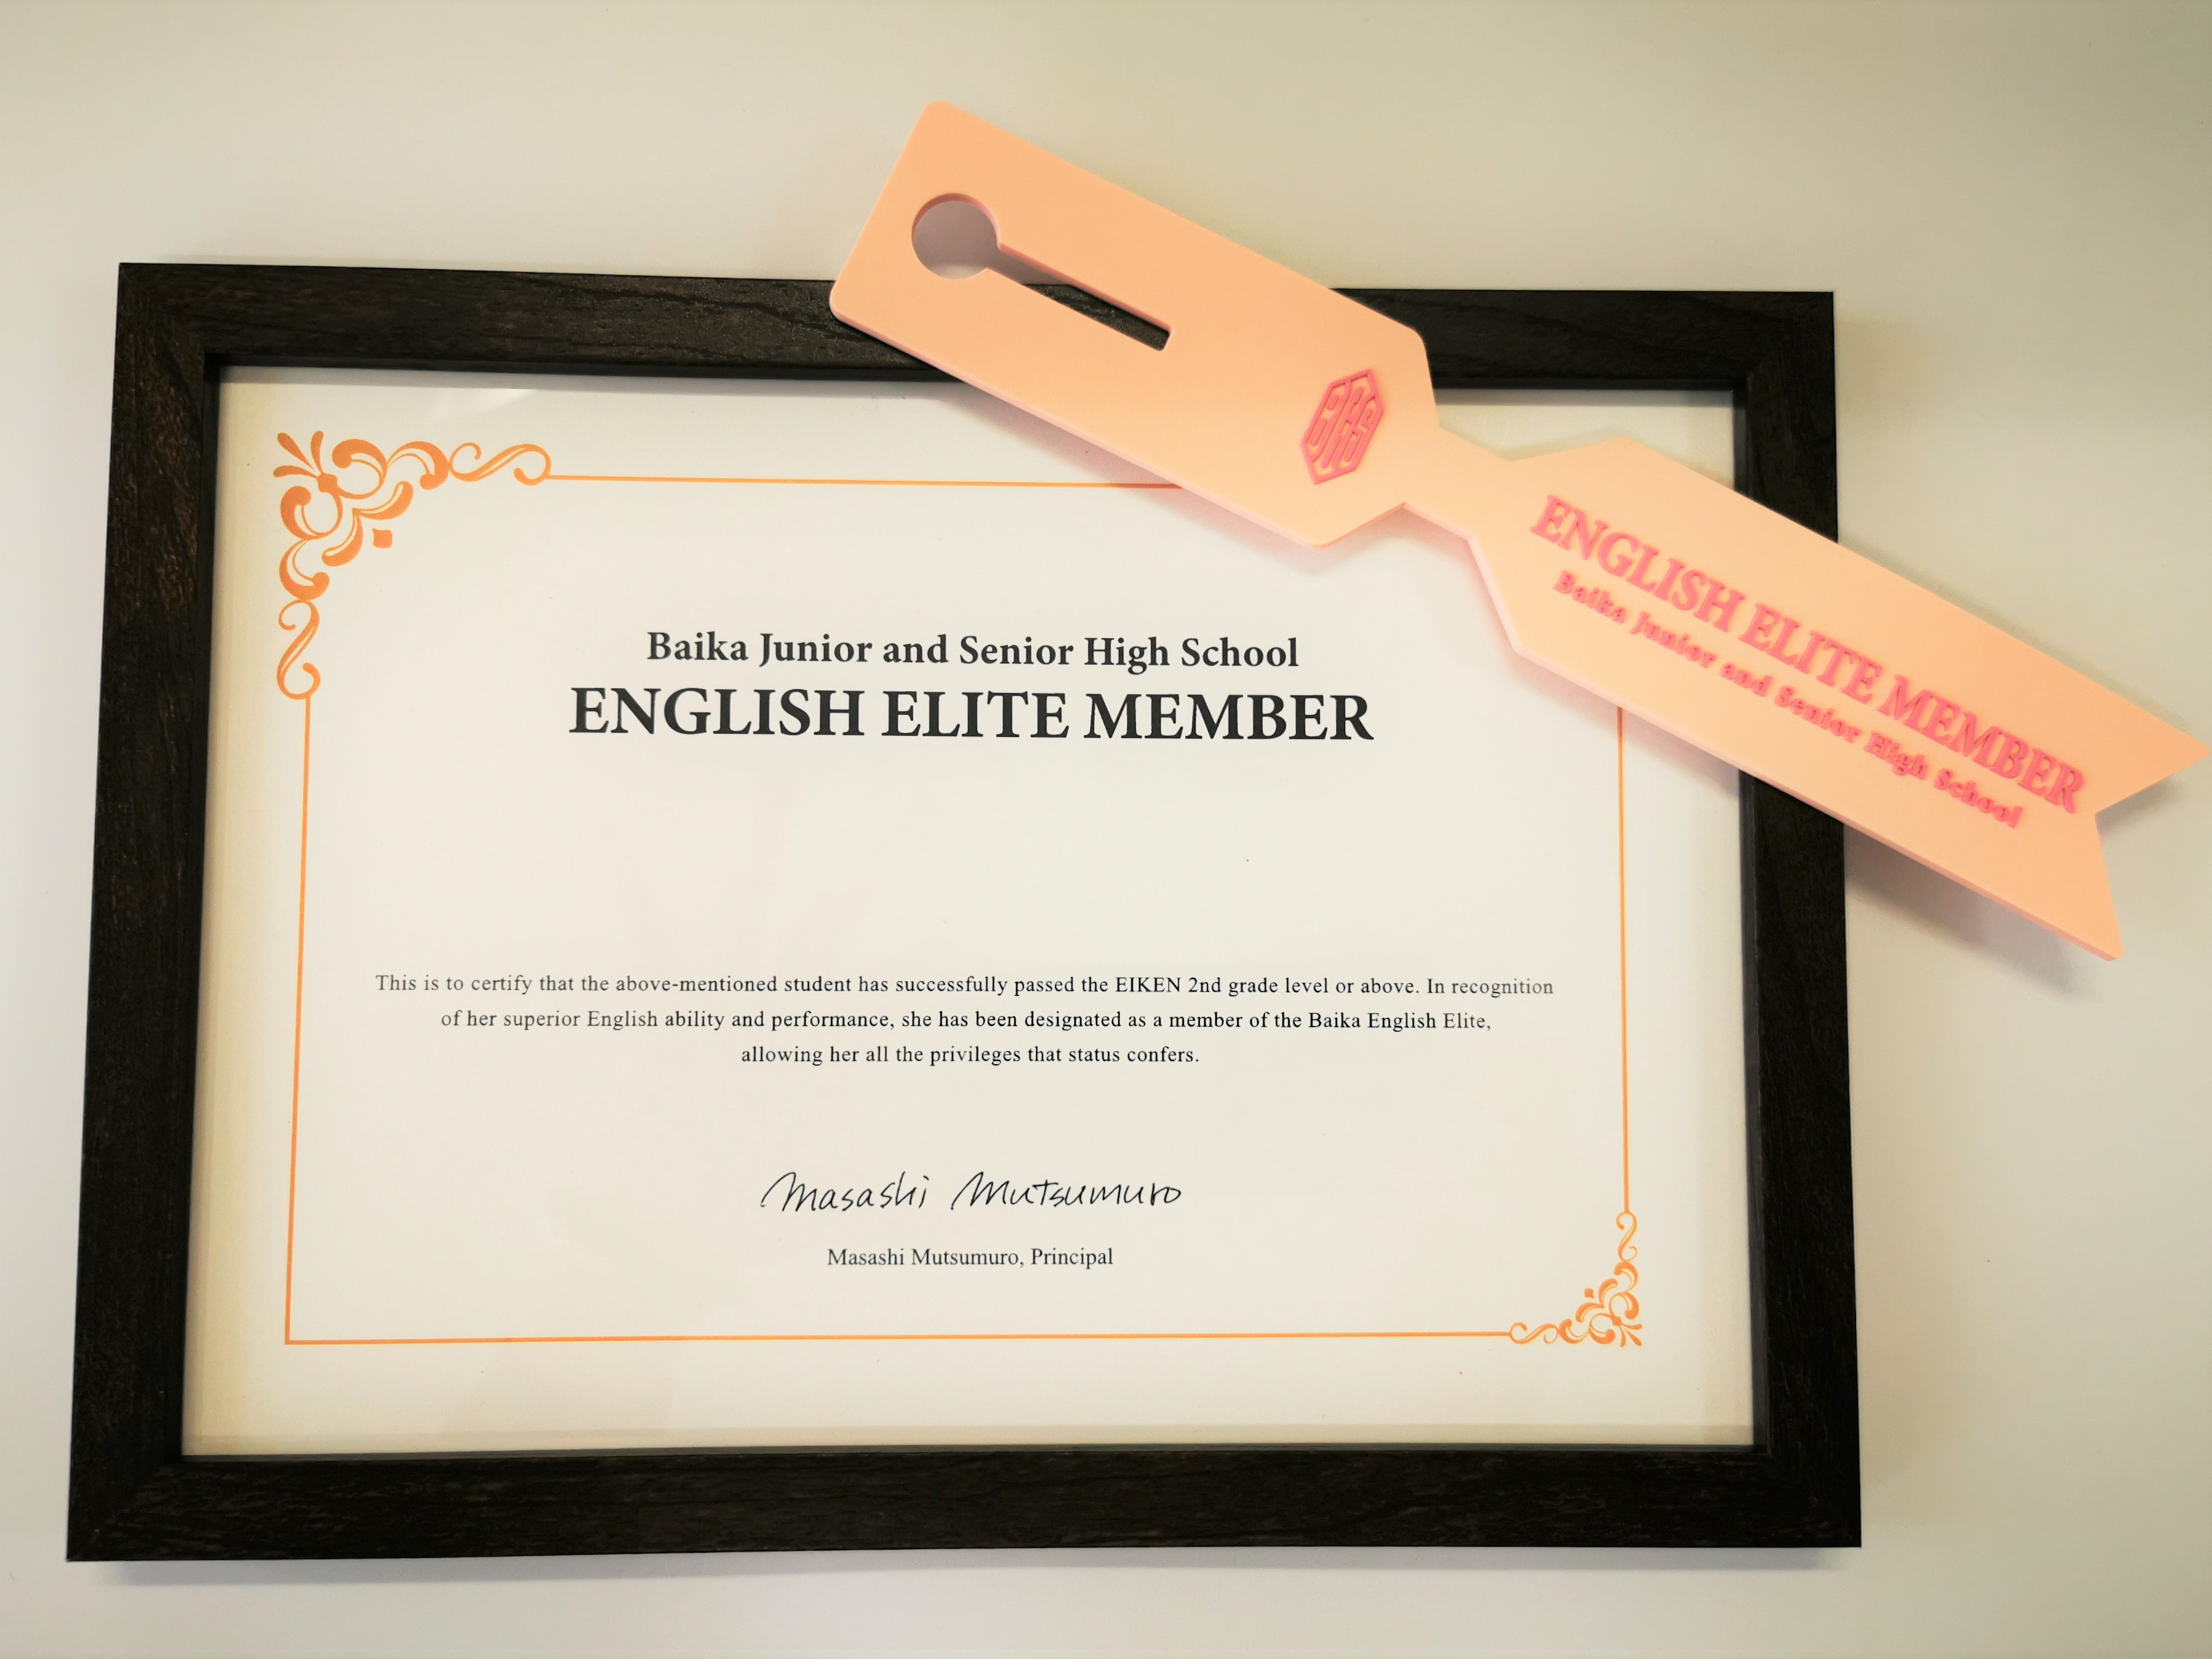 Baika Junior and Senior High School
ENGLISH ELITE MEMBER
This is to certify that the above-mentioned student has successfully passed the EIKEN 2nd grade level or above. In recognition
of her superior English ability and performance, she has been designated as a member of the Baika English Elite,
allowing her all the privileges that status confers.
Masashi Mutsumuro
Masashi Mutsumuro, Principal
ENGLISH ELITE MEMBER
Baika Junior and Senior High School